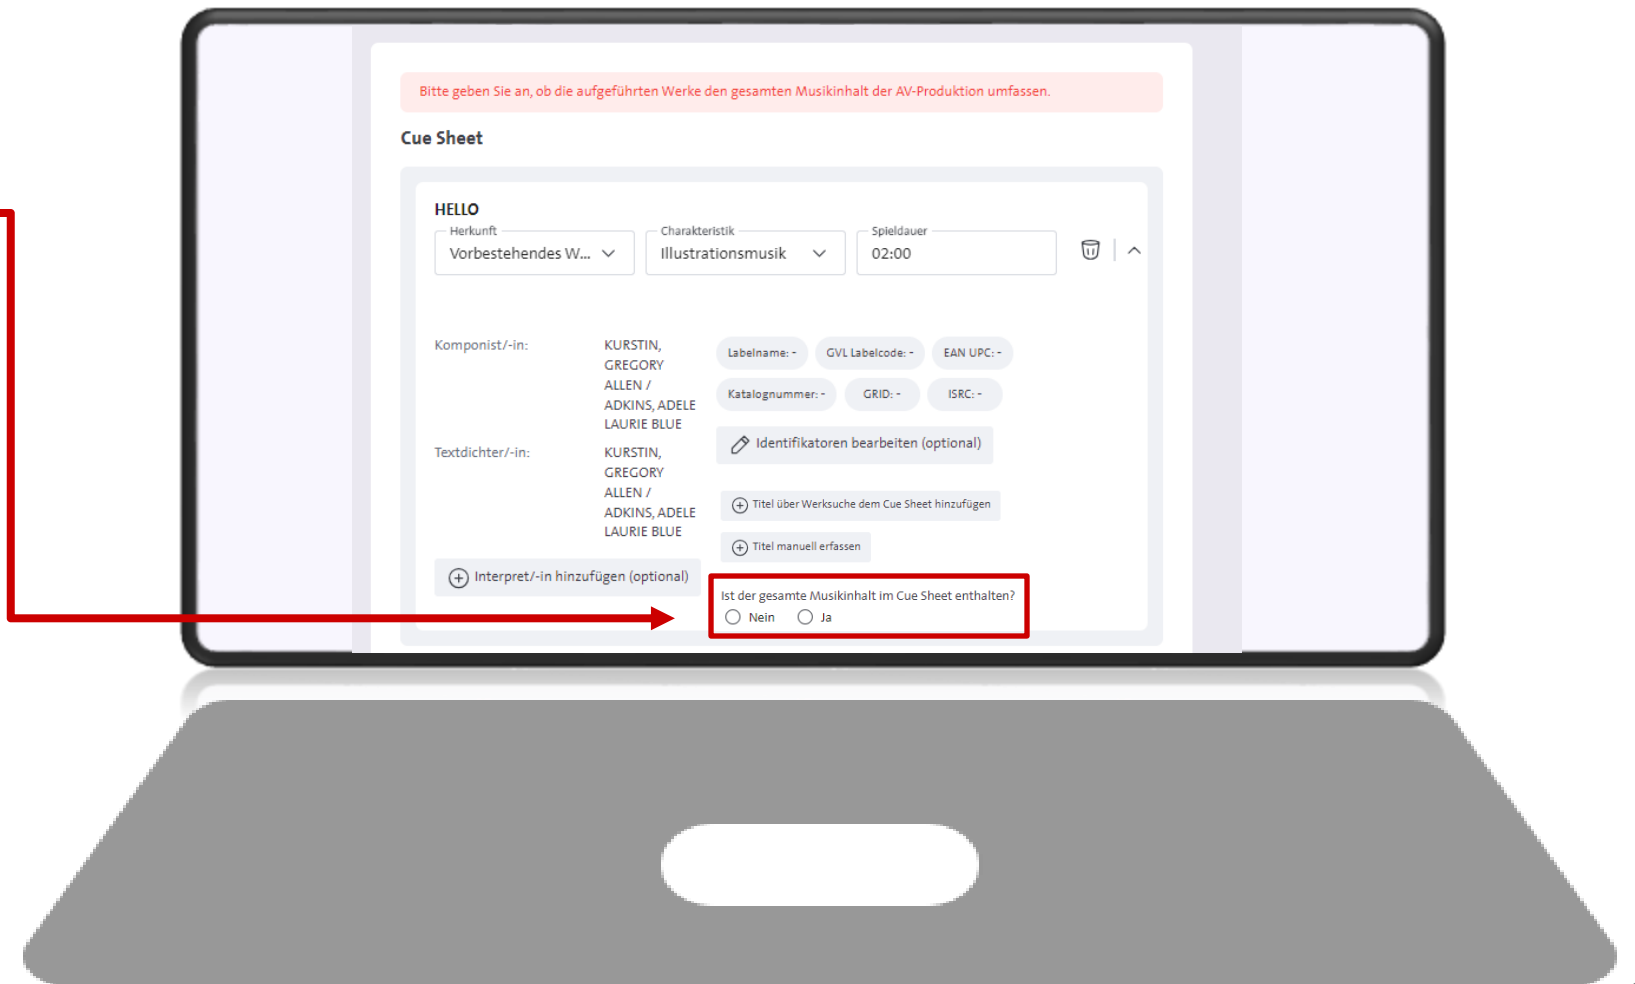 Bitte geben Sie an, ob die aufgeführten Werke den gesamten Musikinhalt der AV-Produktion umfassen.
Cue Sheet
HELLO
Herkunft
Vorbestehendes W...
Charakteristik
Illustrationsmusik
Spieldauer
02:00
Komponist/-in:
KURSTIN,
GREGORY
ALLEN /
ADKINS, ADELE
LAURIE BLUE
Textdichter/-in:
KURSTIN,
GREGORY
ALLEN /
ADKINS, ADELE
LAURIE BLUE
Interpret/-in hinzufügen (optional)
Labelname: - GVL Labelcode: - EAN UPC: -
Katalognummer: - GRID: - ISRC: -
Identifikatoren bearbeiten (optional)
Titel über Werksuche dem Cue Sheet hinzufügen
Titel manuell erfassen
Ist der gesamte Musikinhalt im Cue Sheet enthalten?
Nein Ja